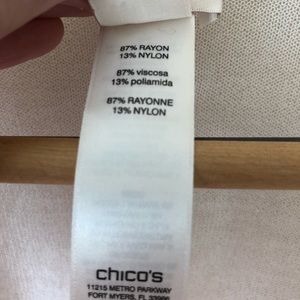 87% RAYON
13% NYLON
87% viscosa
13% poliamida
87% RAYONNE
13% NYLON
chico's
11215 METRO PARKWAY
FORT MYERS, FL 33966